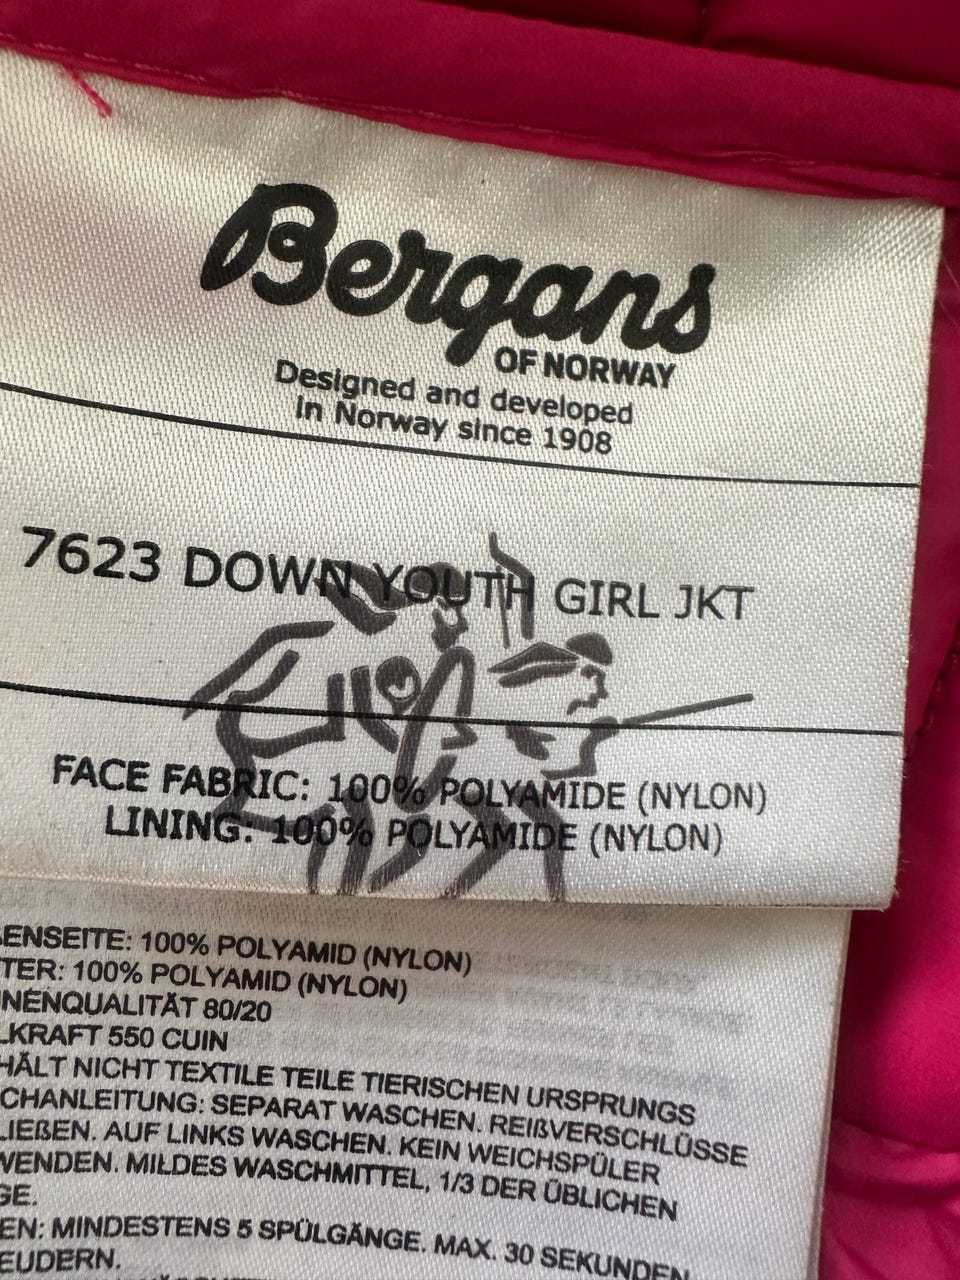 Bergans
OF NORWAY
Designed and developed
in Norway since 1908
7623 DOWN YOUTH GIRL JKT
FACE FABRIC: 100% POLYAMIDE (NYLON)
LINING: 100% POLYAMIDE (NYLON)
ENSEITE: 100% POLYAMID (NYLON)
TER: 100% POLYAMID (NYLON)
NENQUALITÄT 80/20
LKRAFT 550 CUIN
HÄLT NICHT TEXTILE TEILE TIERISCHEN URSPRUNGS
CHANLEITUNG: SEPARAT WASCHEN. REIßVERSCHLÜSSE
LIEßEN. AUF LINKS WASCHEN. KEIN WEICHSPÜLER
WENDEN. MILDES WASCHMITTEL, 1/3 DER ÜBLICHEN
GE.
EN: MINDESTENS 5 SPÜLGÄNGE. MAX. 30 SEKUNDEN
EUDERN.